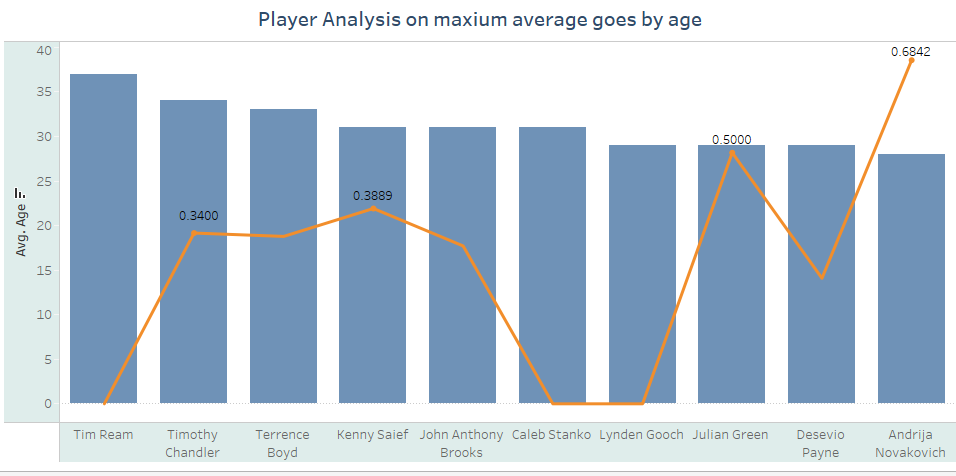 Player Analysis on maxium average goes by age
40
35
30
25
20
15
10
5
0
Avg. Age
0.3400
0.3889
0.5000
0.6842
Tim Ream
Timothy
Chandler
Terrence
Boyd
Kenny Saief
John Anthony
Brooks
Caleb Stanko
Lynden Gooch
Julian Green
Desevio
Payne
Andrija
Novakovich